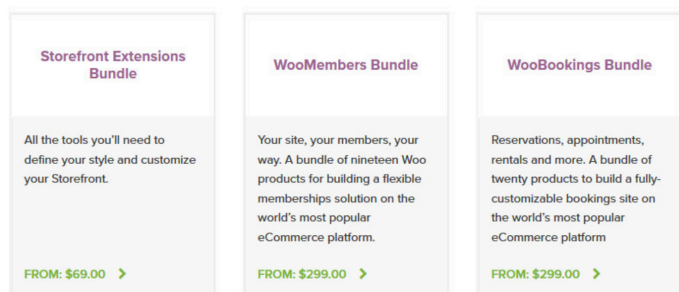 Storefront Extensions
Bundle
All the tools you'll need to
define your style and customize
your Storefront.
FROM: $69.00 >
WooMembers Bundle
Your site, your members, your
way. A bundle of nineteen Woo
products for building a flexible
memberships solution on the
world's most popular
eCommerce platform.
FROM: $299.00 >
WooBookings Bundle
Reservations, appointments,
rentals and more. A bundle of
twenty products to build a fully-
customizable bookings site on
the world's most popular
eCommerce platform
FROM: $299.00 >